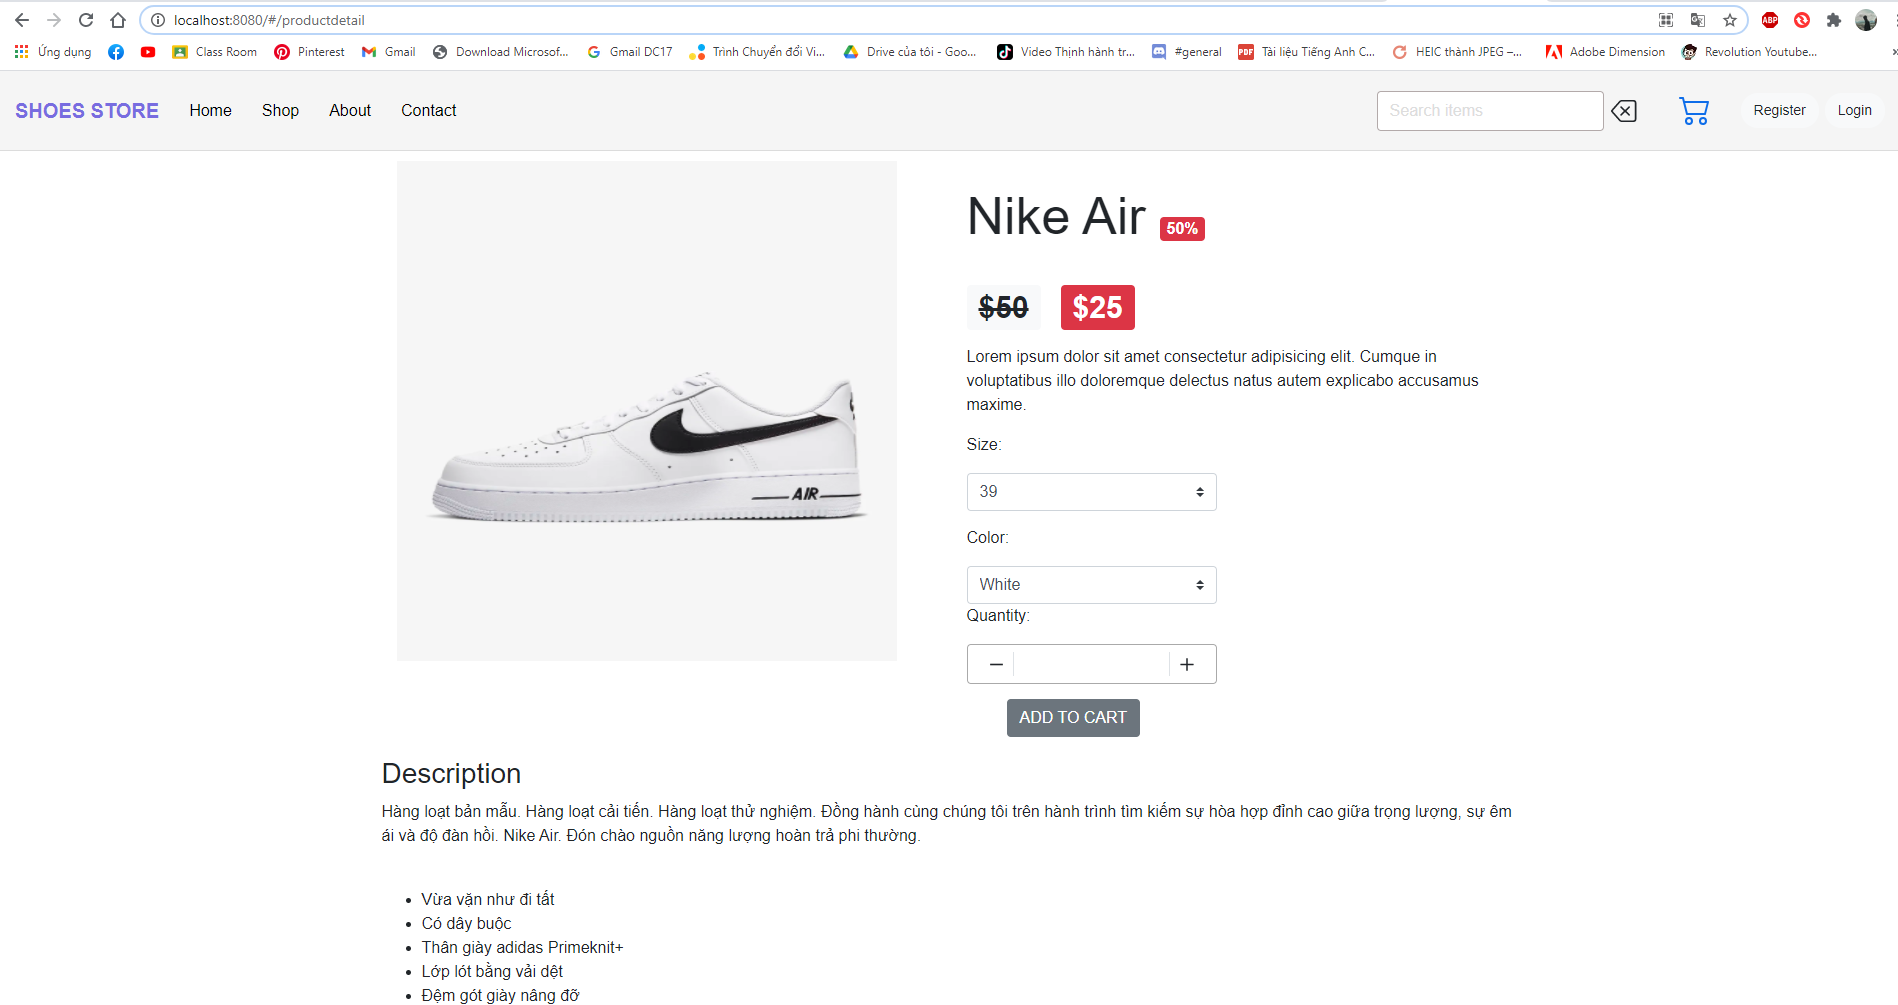 localhost:8080/#/productdetail
ABP
Ứng dụng
Class Room
Pinterest
Gmail
Download Microsof...
Gmail DC17
Trình Chuyển đổi Vi...
Drive của tôi - Goo...
Video Thịnh hành tr...
#general
PDF
Tài liệu Tiếng Anh C...
HEIC thành JPEG –...
Adobe Dimension
Revolution Youtube...
»
SHOES STORE
Home
Shop
About
Contact
Search items
Register
Login
Nike Air 50%
$50 $25
Lorem ipsum dolor sit amet consectetur adipisicing elit. Cumque in
voluptatibus illo doloremque delectus natus autem explicabo accusamus
maxime.
Size:
39
Color:
White
Quantity:
AIR
ADD TO CART
Description
Hàng loạt bản mẫu. Hàng loạt cải tiến. Hàng loạt thử nghiệm. Đồng hành cùng chúng tôi trên hành trình tìm kiếm sự hòa hợp đỉnh cao giữa trọng lượng, sự êm
ái và độ đàn hồi. Nike Air. Đón chào nguồn năng lượng hoàn trả phi thường.
Vừa vặn như đi tất
Có dây buộc
Thân giày adidas Primeknit+
Lớp lót bằng vải dệt
Đệm gót giày nâng đỡ